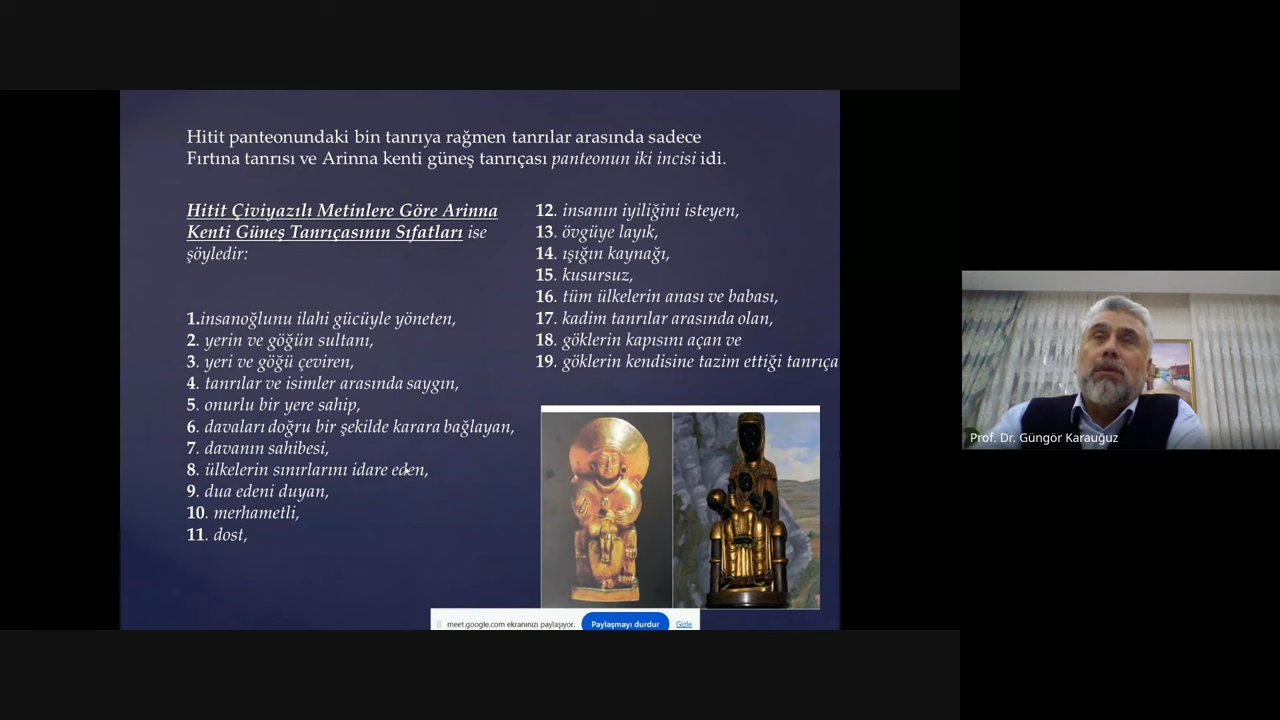 Hitit panteonundaki bin tanrıya rağmen tanrılar arasında sadece
Fırtına tanrısı ve Arinna kenti güneş tanrıçası panteonun iki incisi idi.
Hitit Çiviyazılı Metinlere Göre Arinna
Kenti Güneş Tanrıçasının Sıfatları ise
şöyledir:
1.insanoğlunu ilahi gücüyle yöneten,
2. yerin ve göğün sultanı,
3. yeri ve göğü çeviren,
4. tanrılar ve isimler arasında saygın,
5. onurlu bir yere sahip,
6. davaları doğru bir şekilde karara bağlayan,
7. davanın sahibesi,
8. ülkelerin sınırlarını idare eden,
9. dua edeni duyan,
10. merhametli,
11. dost,
12. insanın iyiliğini isteyen,
13. övgüye layık,
14. ışığın kaynağı,
15. kusursuz,
16. tüm ülkelerin anası ve babası,
17. kadim tanrılar arasında olan,
18. göklerin kapısını açan ve
19. göklerin kendisine tazim ettiği tanrıça
meet.google.com ekranınızı paylaşıyor. Paylaşmayı durdur Gizle
Prof. Dr. Güngör Karauğuz